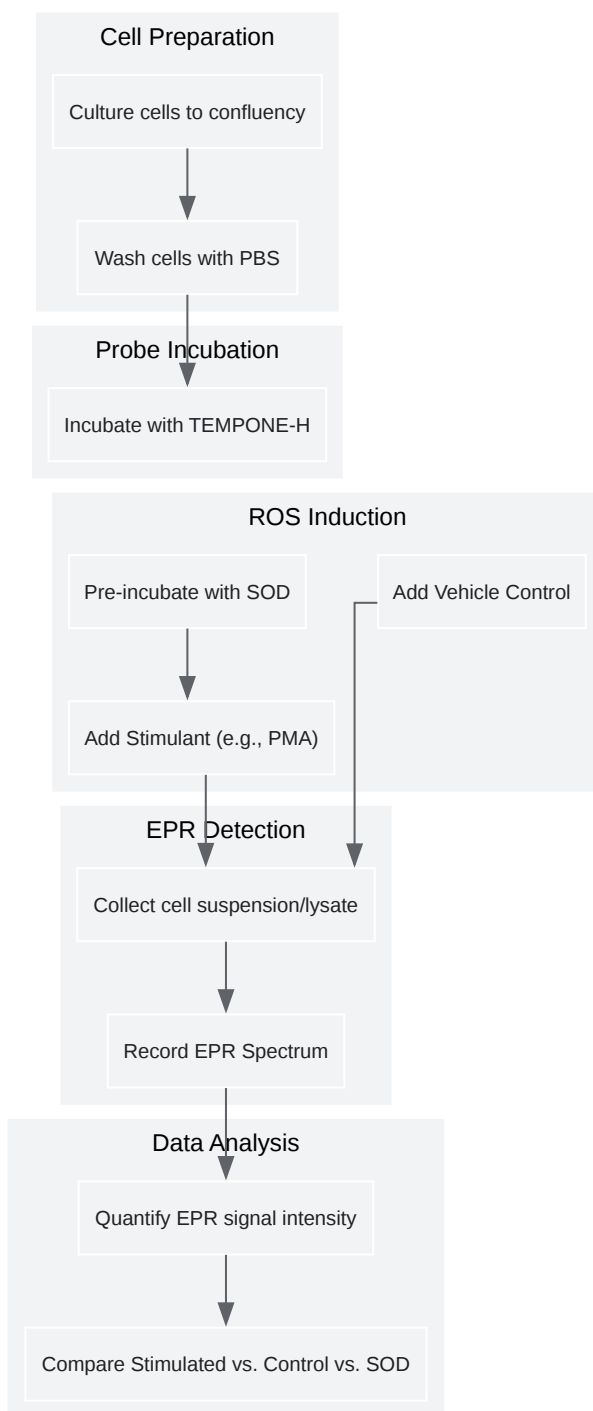 Cell Preparation
Culture cells to confluency
Wash cells with PBS
Probe Incubation
Incubate with TEMPONE-H
ROS Induction
Pre-incubate with SOD
Add Vehicle Control
Add Stimulant (e.g., PMA)
EPR Detection
Collect cell suspension/lysate
Record EPR Spectrum
Data Analysis
Quantify EPR signal intensity
Compare Stimulated vs. Control vs. SOD